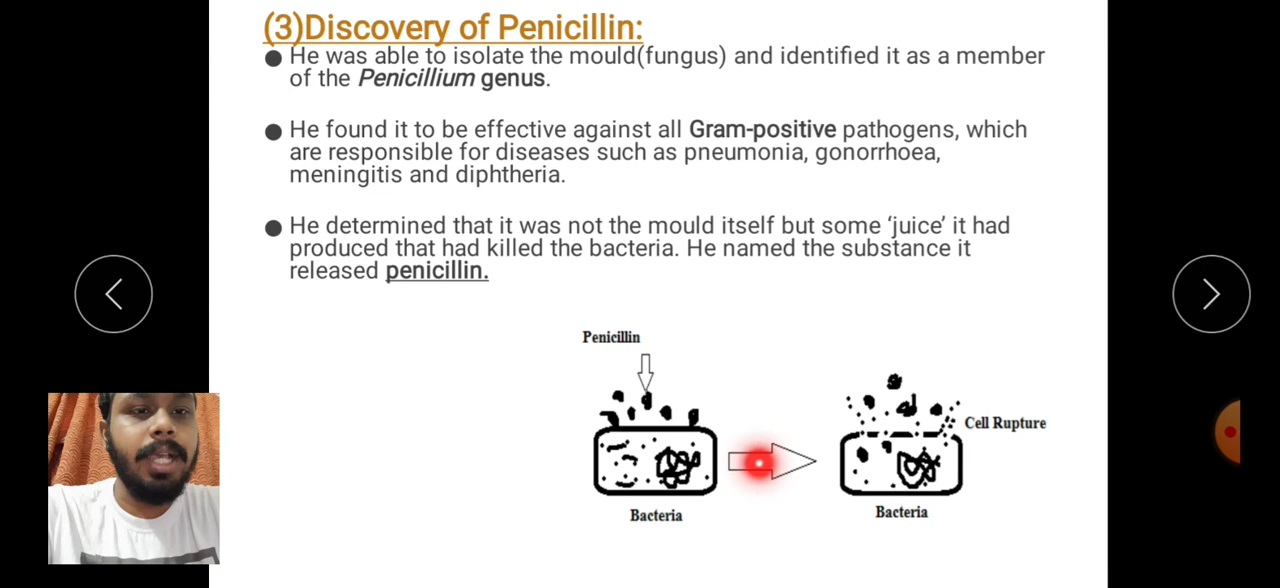 (3)Discovery of Penicillin:
● He was able to isolate the mould(fungus) and identified it as a member
of the Penicillium genus.
● He found it to be effective against all Gram-positive pathogens, which
are responsible for diseases such as pneumonia, gonorrhoea,
meningitis and diphtheria.
● He determined that it was not the mould itself but some ‘juice’ it had
produced that had killed the bacteria. He named the substance it
released penicillin.
Penicillin
Cell Rupture
Bacteria
Bacteria